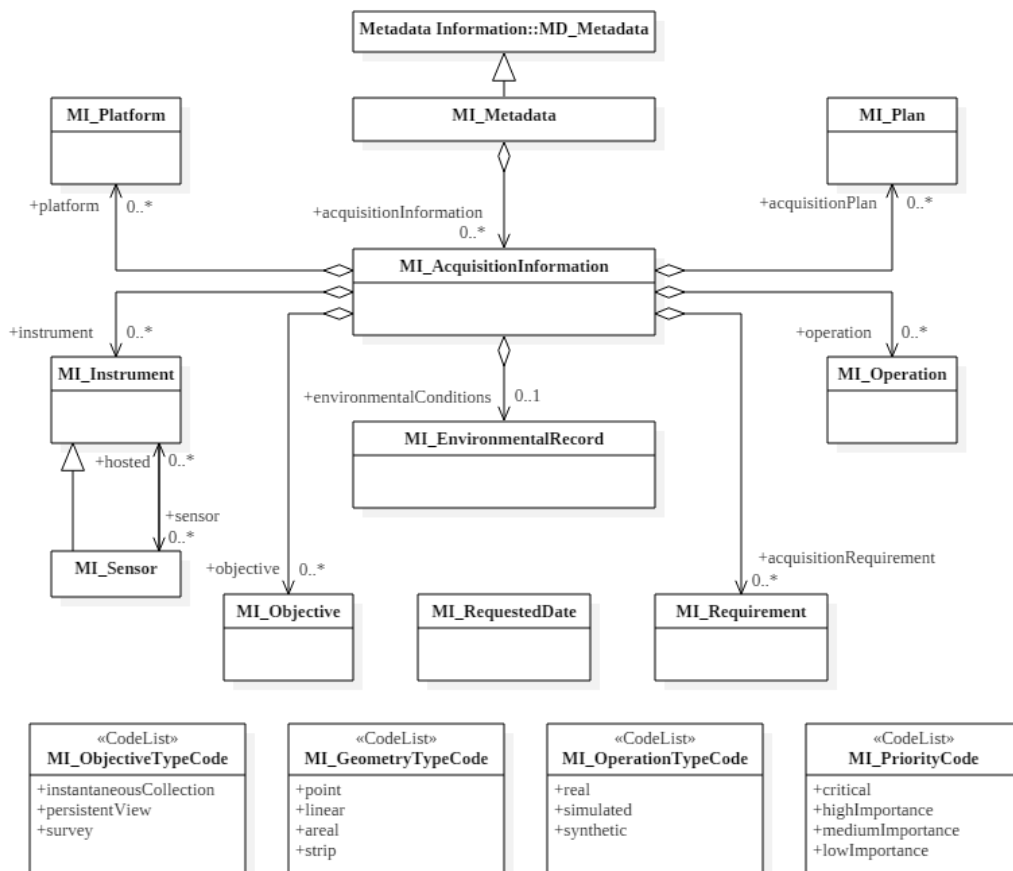 Metadata Information::MD_Metadata
MI_Platform
MI_Metadata
MI_Plan
+platform
0..*
+acquisitionInformation
0..*
+acquisitionPlan
0..*
MI_AcquisitionInformation
+instrument
0..*
+operation
0..*
MI_Instrument
+environmentalConditions
0..1
MI_Operation
MI_EnvironmentalRecord
+hosted
0..*
+sensor
0..*
MI_Sensor
+objective
0..*
+acquisitionRequirement
0..*
MI_Objective
MI_RequestedDate
MI_Requirement
«CodeList»
MI_ObjectiveTypeCode
+instantaneousCollection
+persistentView
+survey
«CodeList»
MI_GeometryTypeCode
+point
+linear
+areal
+strip
«CodeList»
MI_OperationTypeCode
+real
+simulated
+synthetic
«CodeList»
MI_PriorityCode
+critical
+highImportance
+mediumImportance
+lowImportance